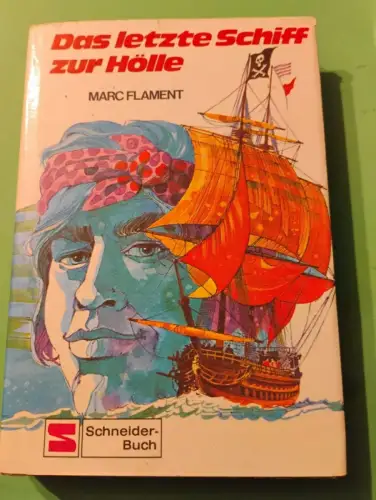 Das letzte Schiff
zur Hölle
MARC FLAMENT
Schneider-
Buch